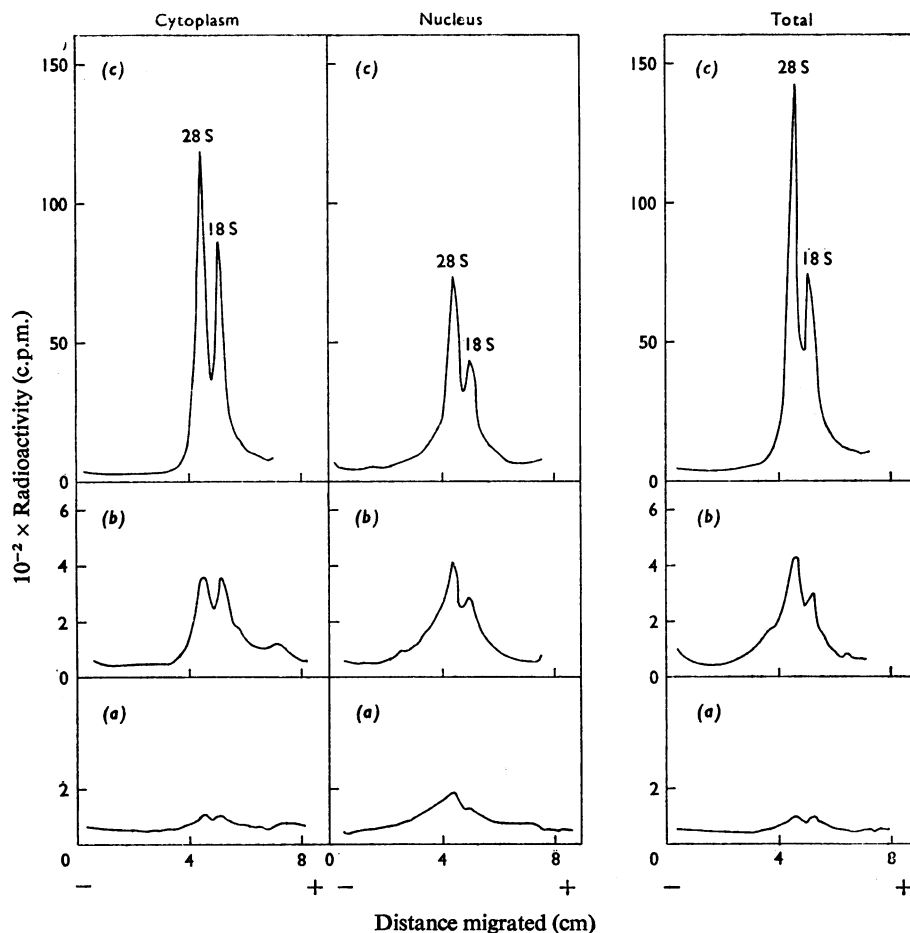 Cytoplasm Nucleus Total
150 (c) (c) 150 (c)
28 S
28 S
18 S
100 100
28 S 18 S
50 18 S 50
0 0
6 (b) (b) 6 (b)
4 4
2 2
0 0
(a) (a) (a)
2 2
0 4 8 0 4 8 0 4 8
− + − + − +
10⁻² × Radioactivity (c.p.m.)
Distance migrated (cm)